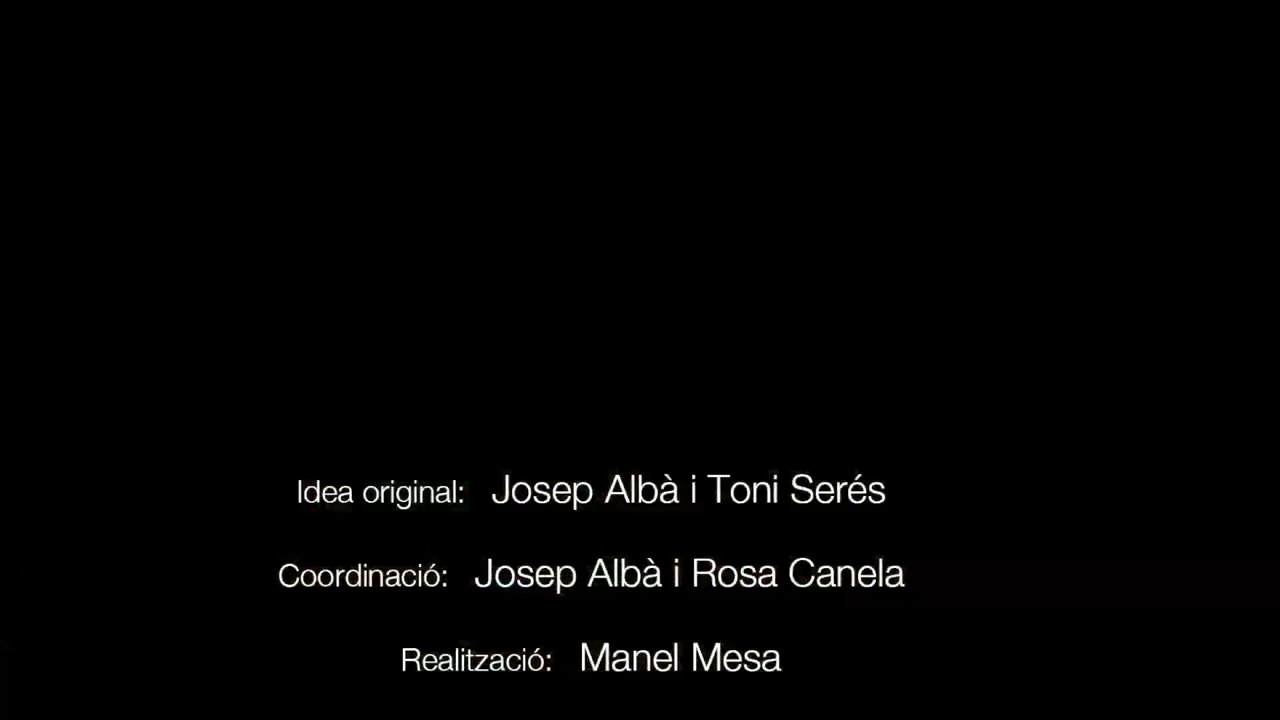 Idea original: Josep Albà i Toni Serés
Coordinació: Josep Albà i Rosa Canela
Realització: Manel Mesa